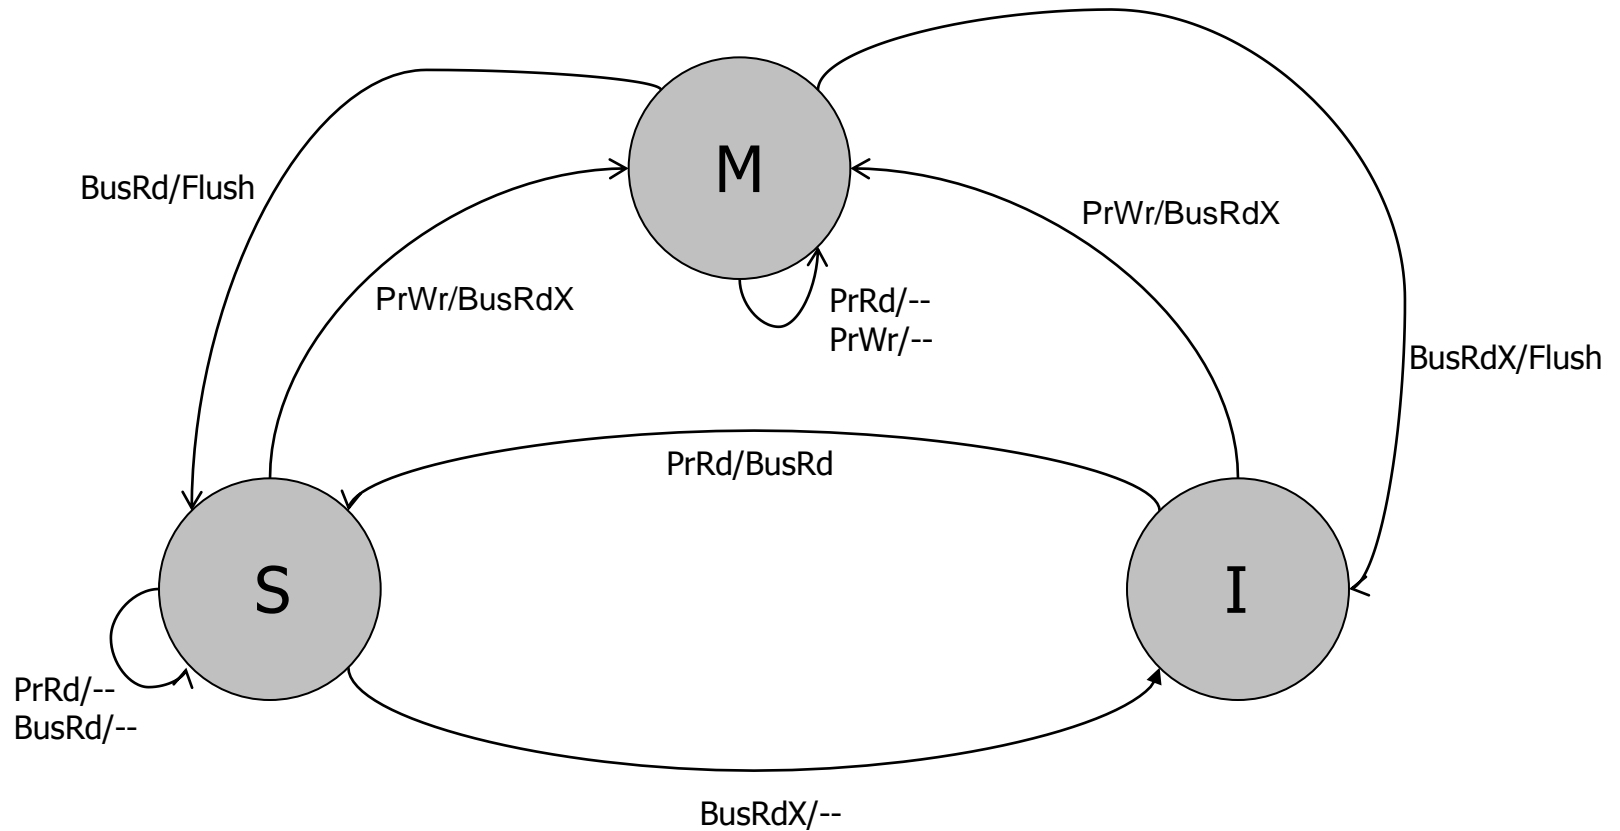 M
BusRd/Flush
PrWr/BusRdX
PrWr/BusRdX
PrRd/--
PrWr/--
BusRdX/Flush
PrRd/BusRd
S
I
PrRd/--
BusRd/--
BusRdX/--